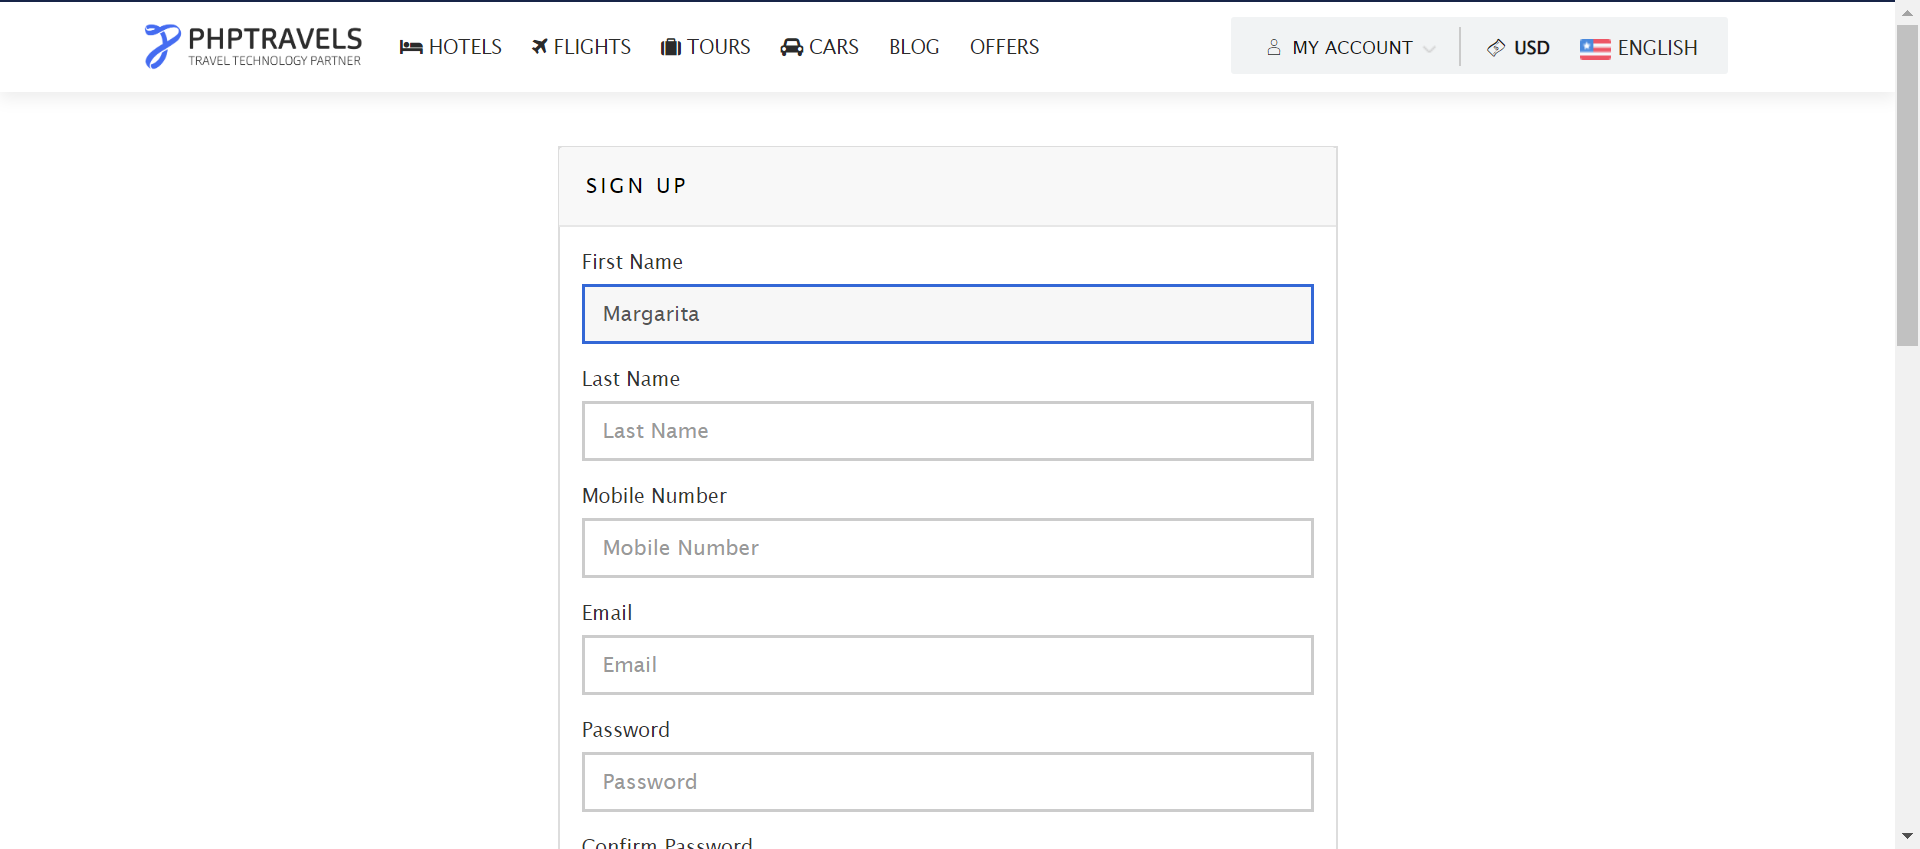 PHPTRAVELS
TRAVEL TECHNOLOGY PARTNER
HOTELS FLIGHTS TOURS CARS BLOG OFFERS
MY ACCOUNT USD ENGLISH
SIGN UP
First Name
Margarita
Last Name
Last Name
Mobile Number
Mobile Number
Email
Email
Password
Password
Confirm Password